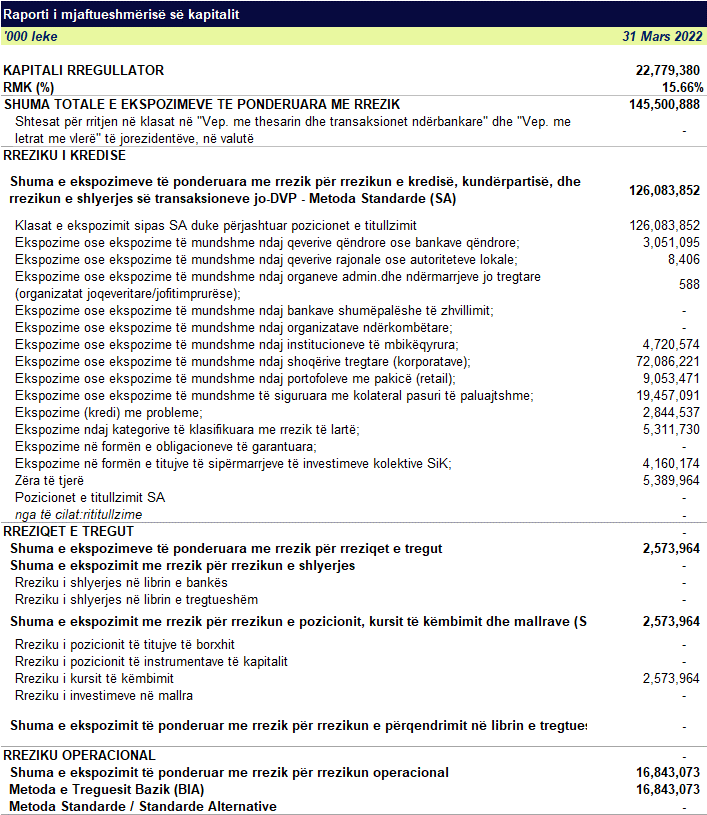 Raporti i mjaftueshmërisë së kapitalit
'000 leke 31 Mars 2022
KAPITALI RREGULLATOR 22,779,380
RMK (%) 15.66%
SHUMA TOTALE E EKSPOZIMEVE TE PONDERUARA ME RREZIK 145,500,888
Shtesat për rritjen në klasat në "Vep. me thesarin dhe transaksionet ndërbankare" dhe "Vep. me
letrat me vlerë" të jorezidentëve, në valutë -
RREZIKU I KREDISE
Shuma e ekspozimeve të ponderuara me rrezik për rrezikun e kredisë, kundërpartisë, dhe
rrezikun e shlyerjes së transaksioneve jo-DVP - Metoda Standarde (SA) 126,083,852
Klasat e ekspozimit sipas SA duke përjashtuar pozicionet e titullzimit 126,083,852
Ekspozime ose ekspozime të mundshme ndaj qeverive qëndrore ose bankave qëndrore; 3,051,095
Ekspozime ose ekspozime të mundshme ndaj qeverive rajonale ose autoriteteve lokale; 8,406
Ekspozime ose ekspozime të mundshme ndaj organeve admin.dhe ndërmarrjeve jo tregtare
(organizatat joqeveritare/jofitimprurëse); 588
Ekspozime ose ekspozime të mundshme ndaj bankave shumëpalëshe të zhvillimit; -
Ekspozime ose ekspozime të mundshme ndaj organizatave ndërkombëtare; -
Ekspozime ose ekspozime të mundshme ndaj institucioneve të mbikëqyrura; 4,720,574
Ekspozime ose ekspozime të mundshme ndaj shoqërive tregtare (korporatave); 72,086,221
Ekspozime ose ekspozime të mundshme ndaj portofoleve me pakicë (retail); 9,053,471
Ekspozime ose ekspozime të mundshme të siguruara me kolateral pasuri të paluajtshme; 19,457,091
Ekspozime (kredi) me probleme; 2,844,537
Ekspozime ndaj kategorive të klasifikuara me rrezik të lartë; 5,311,730
Ekspozime në formën e obligacioneve të garantuara; -
Ekspozime në formën e titujve të sipërmarrjeve të investimeve kolektive SiK; 4,160,174
Zëra të tjerë 5,389,964
Pozicionet e titullzimit SA -
nga të cilat:rititullzime -
RREZIQET E TREGUT -
Shuma e ekspozimeve të ponderuara me rrezik për rreziqet e tregut 2,573,964
Shuma e ekspozimit me rrezik për rrezikun e shlyerjes -
Rreziku i shlyerjes në librin e bankës -
Rreziku i shlyerjes në librin e tregtueshëm -
Shuma e ekspozimit me rrezik për rrezikun e pozicionit, kursit të këmbimit dhe mallrave (S 2,573,964
Rreziku i pozicionit të titujve të borxhit -
Rreziku i pozicionit të instrumentave të kapitalit -
Rreziku i kursit të këmbimit 2,573,964
Rreziku i investimeve në mallra -
Shuma e ekspozimit të ponderuar me rrezik për rrezikun e përqendrimit në librin e tregtues -
RREZIKU OPERACIONAL -
Shuma e ekspozimit të ponderuar me rrezik për rrezikun operacional 16,843,073
Metoda e Treguesit Bazik (BIA) 16,843,073
Metoda Standarde / Standarde Alternative -